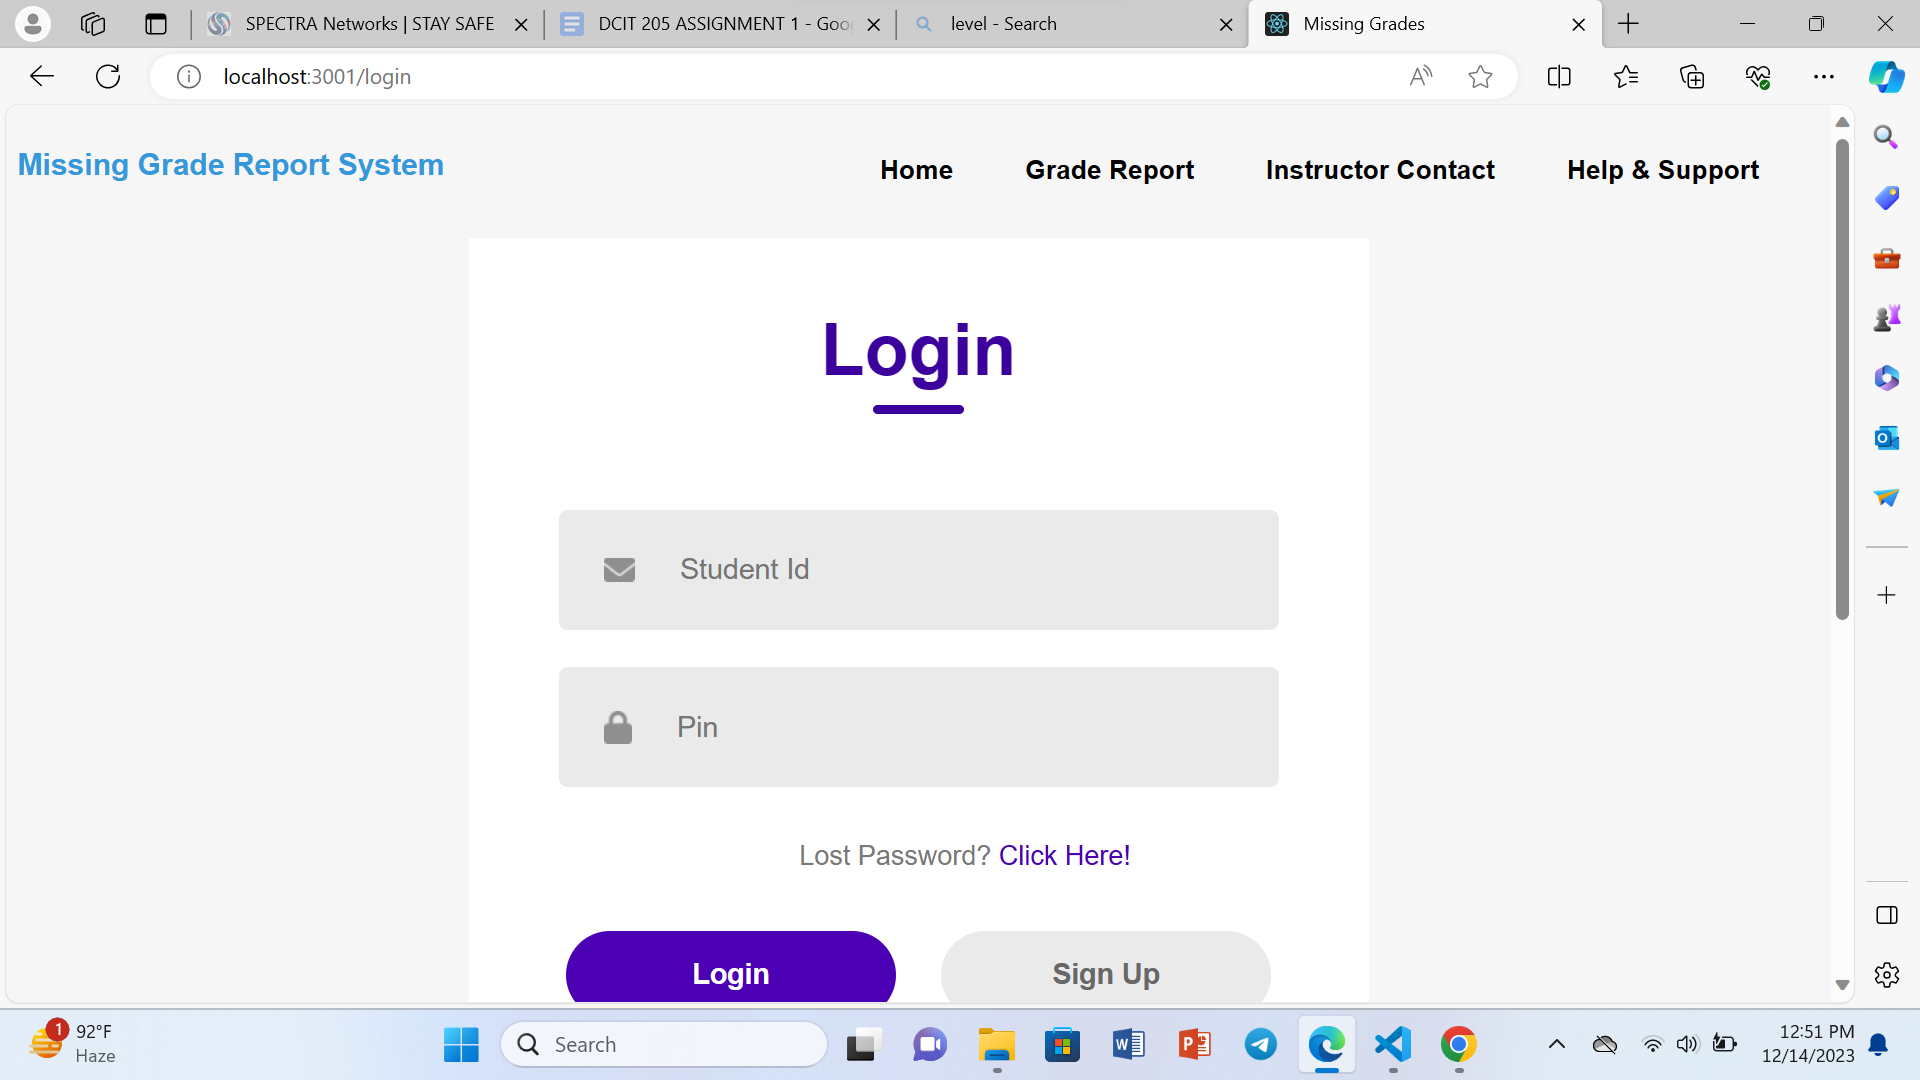 SPECTRA Networks | STAY SAFE
DCIT 205 ASSIGNMENT 1 - Goo
level - Search
Missing Grades
localhost:3001/login
Missing Grade Report System
Home
Grade Report
Instructor Contact
Help & Support
Login
Student Id
Pin
Lost Password? Click Here!
Login
Sign Up
1
92°F
Haze
Search
12:51 PM
12/14/2023